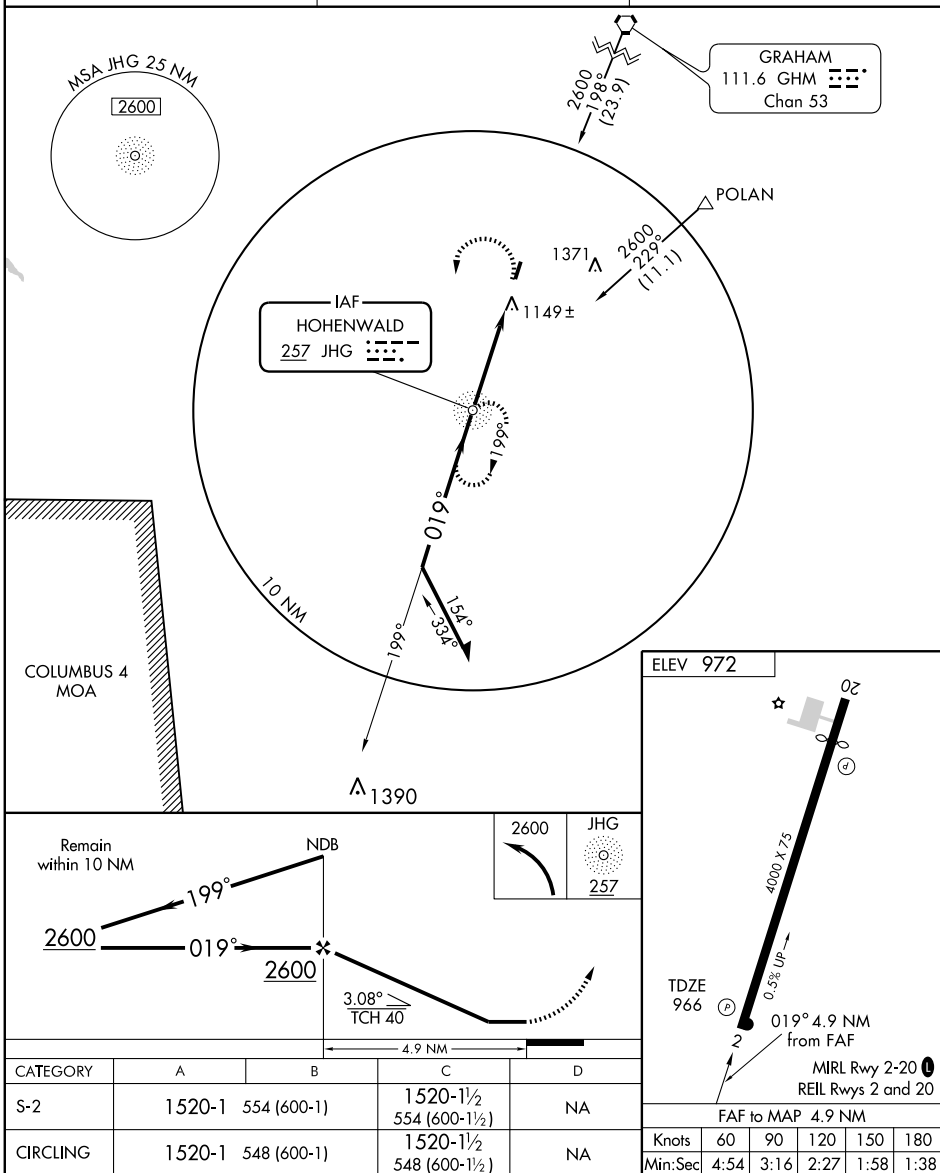 MSA JHG 25 NM
2600
2600
198°
(23.9)
GRAHAM
111.6 GHM
Chan 53
POLAN
2600
229°
(11.1)
1371
1149 ±
IAF
HOHENWALD
257 JHG
199°
019°
154°
334°
199°
10 NM
COLUMBUS 4
MOA
1390
ELEV 972
20
4000 X 75
0.5% UP
TDZE
966
P
P
2
019° 4.9 NM
from FAF
MIRL Rwy 2-20 L
REIL Rwys 2 and 20
FAF to MAP 4.9 NM
Knots 60 90 120 150 180
Min:Sec 4:54 3:16 2:27 1:58 1:38
Remain
within 10 NM
NDB
2600
JHG
257
199°
2600
019°
2600
3.08°
TCH 40
4.9 NM
CATEGORY A B C D
S-2 1520-1 554 (600-1) 1520-1½ 554 (600-1½) NA
CIRCLING 1520-1 548 (600-1) 1520-1½ 548 (600-1½) NA